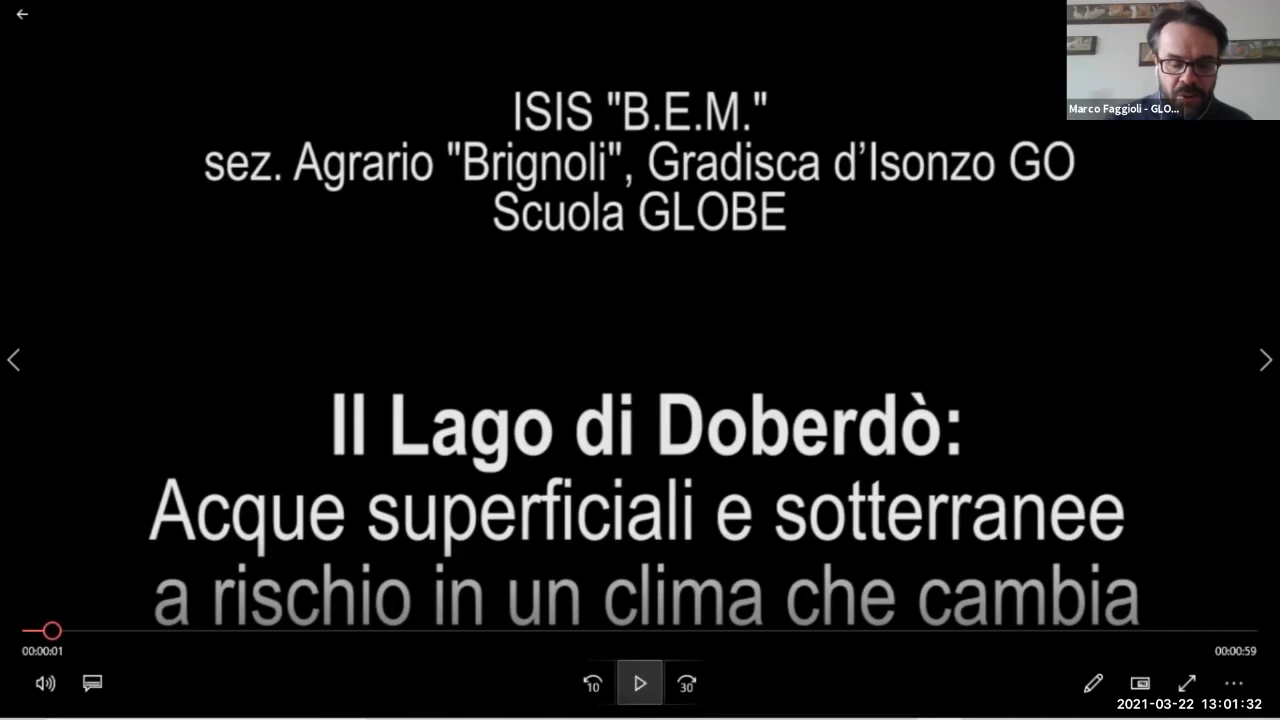 Marco Faggioli - GLO...
ISIS "B.E.M."
sez. Agrario "Brignoli", Gradisca d’Isonzo GO
Scuola GLOBE
Il Lago di Doberdò:
Acque superficiali e sotterranee
a rischio in un clima che cambia
00:00:01
00:00:59
10
30
2021-03-22 13:01:32